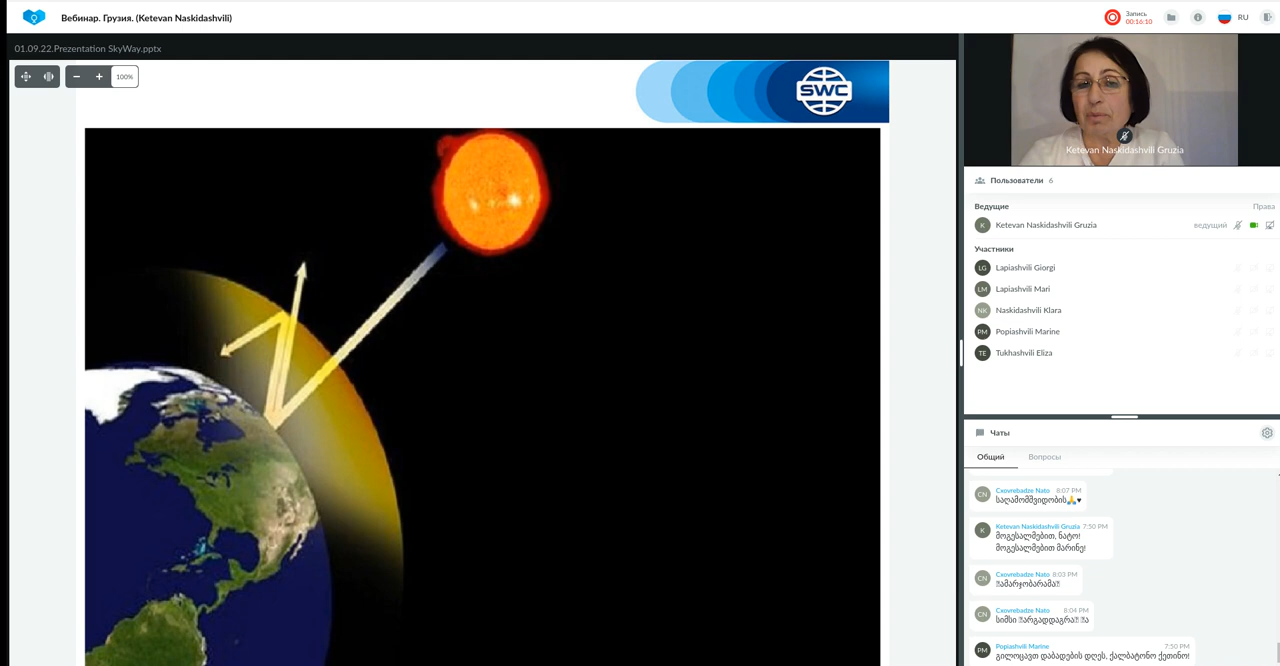 Вебинар. Грузия. (Ketevan Naskidashvili)
Запись
00:16:10
RU
01.09.22.Prezentation SkyWay.pptx
100%
SWC
Ketevan Naskidashvili Gruzia
Пользователи 6
Ведущие Права
K Ketevan Naskidashvili Gruzia ведущий
Участники
LG Lapiashvili Giorgi
LM Lapiashvili Mari
NK Naskidashvili Klara
PM Popiashvili Marine
TE Tukhashvili Eliza
Чаты
Общий Вопросы
CN Cxovrebadze Nato 8:07 PM
საღამომშვიდობის🙏♥
K Ketevan Naskidashvili Gruzia 7:50 PM
მოგესალმებით, ნატო!
მოგესალმებით მარინე!
CN Cxovrebadze Nato 8:03 PM
CN Cxovrebadze Nato 8:04 PM
სიმსი
PM Popiashvili Marine 7:50 PM
გილოცავთ დაბადების დღეს, ქალბატონო ქეთინო!